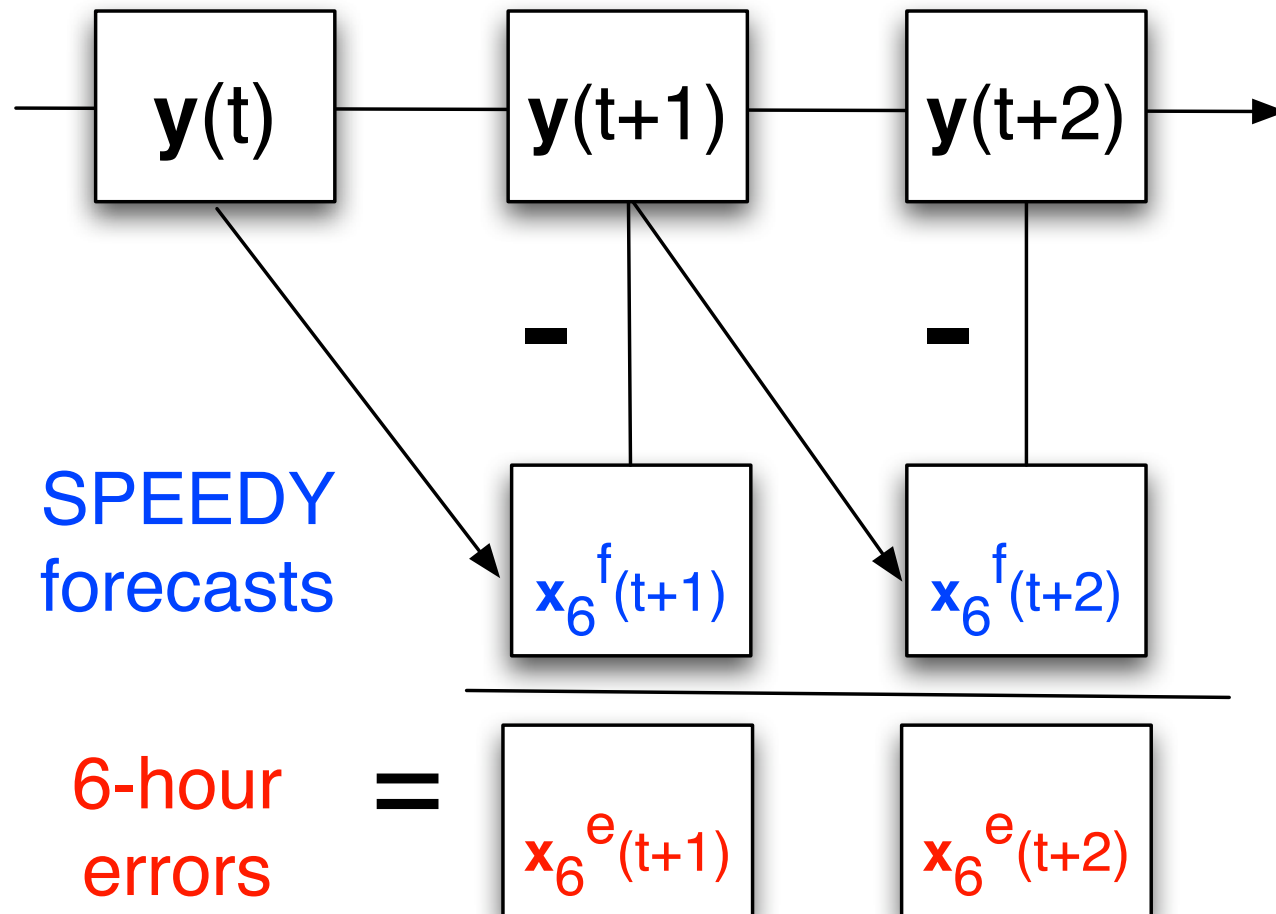 y(t) y(t+1) y(t+2)
- -
SPEEDY
forecasts
x₆ᶠ(t+1) x₆ᶠ(t+2)
6-hour
errors
=
x₆ᵉ(t+1) x₆ᵉ(t+2)